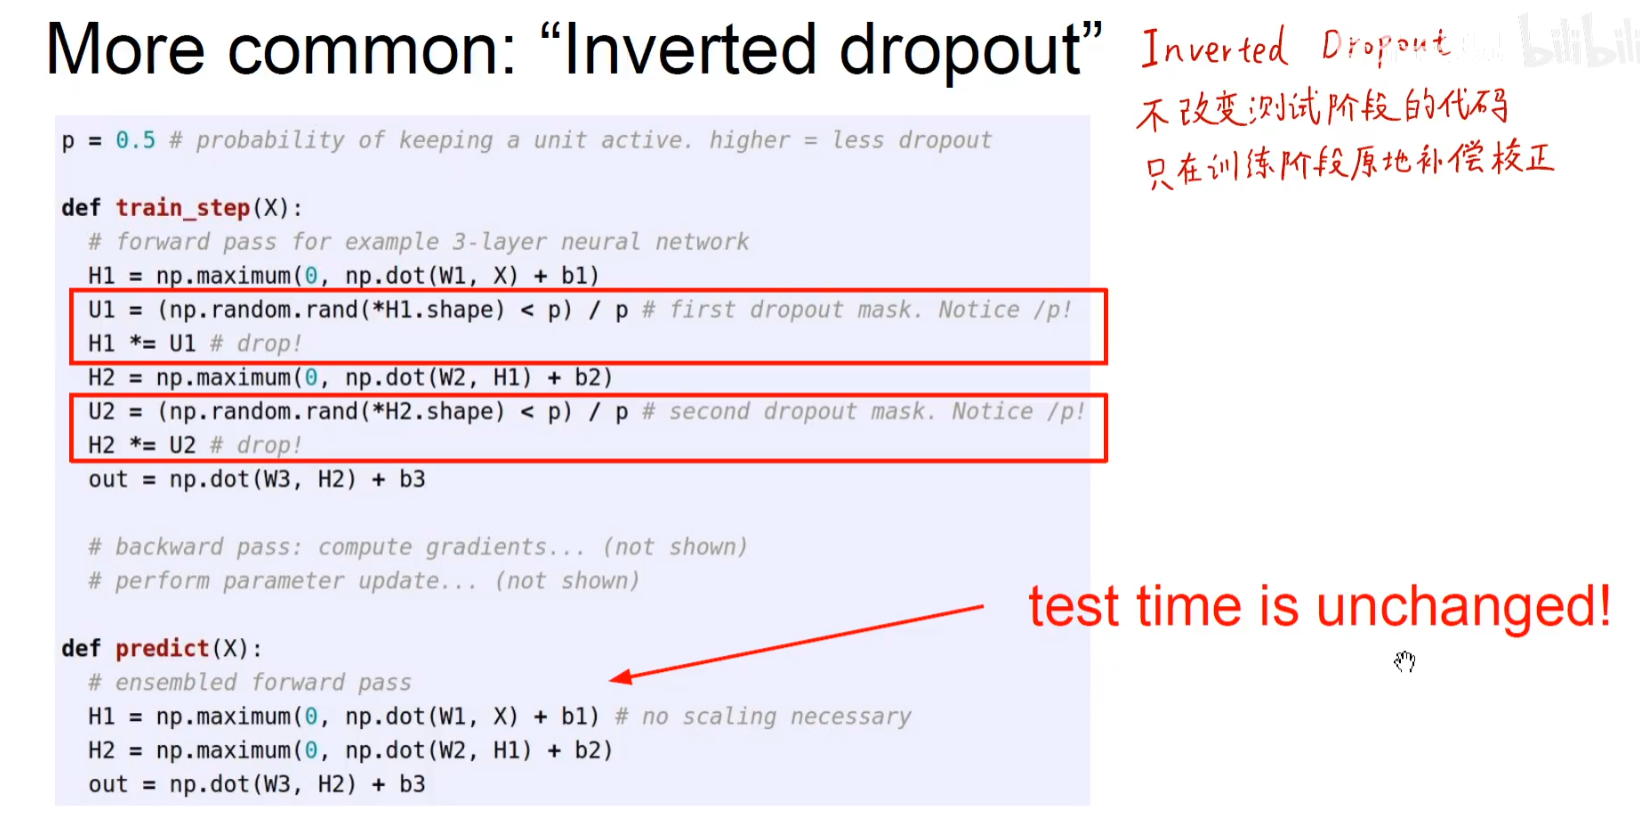 More common: “Inverted dropout”
Inverted Dropout
不改变测试阶段的代码
只在训练阶段原地补偿校正
bilibili
p = 0.5 # probability of keeping a unit active. higher = less dropout
def train_step(X):
# forward pass for example 3-layer neural network
H1 = np.maximum(0, np.dot(W1, X) + b1)
U1 = (np.random.rand(*H1.shape) < p) / p # first dropout mask. Notice /p!
H1 *= U1 # drop!
H2 = np.maximum(0, np.dot(W2, H1) + b2)
U2 = (np.random.rand(*H2.shape) < p) / p # second dropout mask. Notice /p!
H2 *= U2 # drop!
out = np.dot(W3, H2) + b3
# backward pass: compute gradients... (not shown)
# perform parameter update... (not shown)
test time is unchanged!
def predict(X):
# ensembled forward pass
H1 = np.maximum(0, np.dot(W1, X) + b1) # no scaling necessary
H2 = np.maximum(0, np.dot(W2, H1) + b2)
out = np.dot(W3, H2) + b3